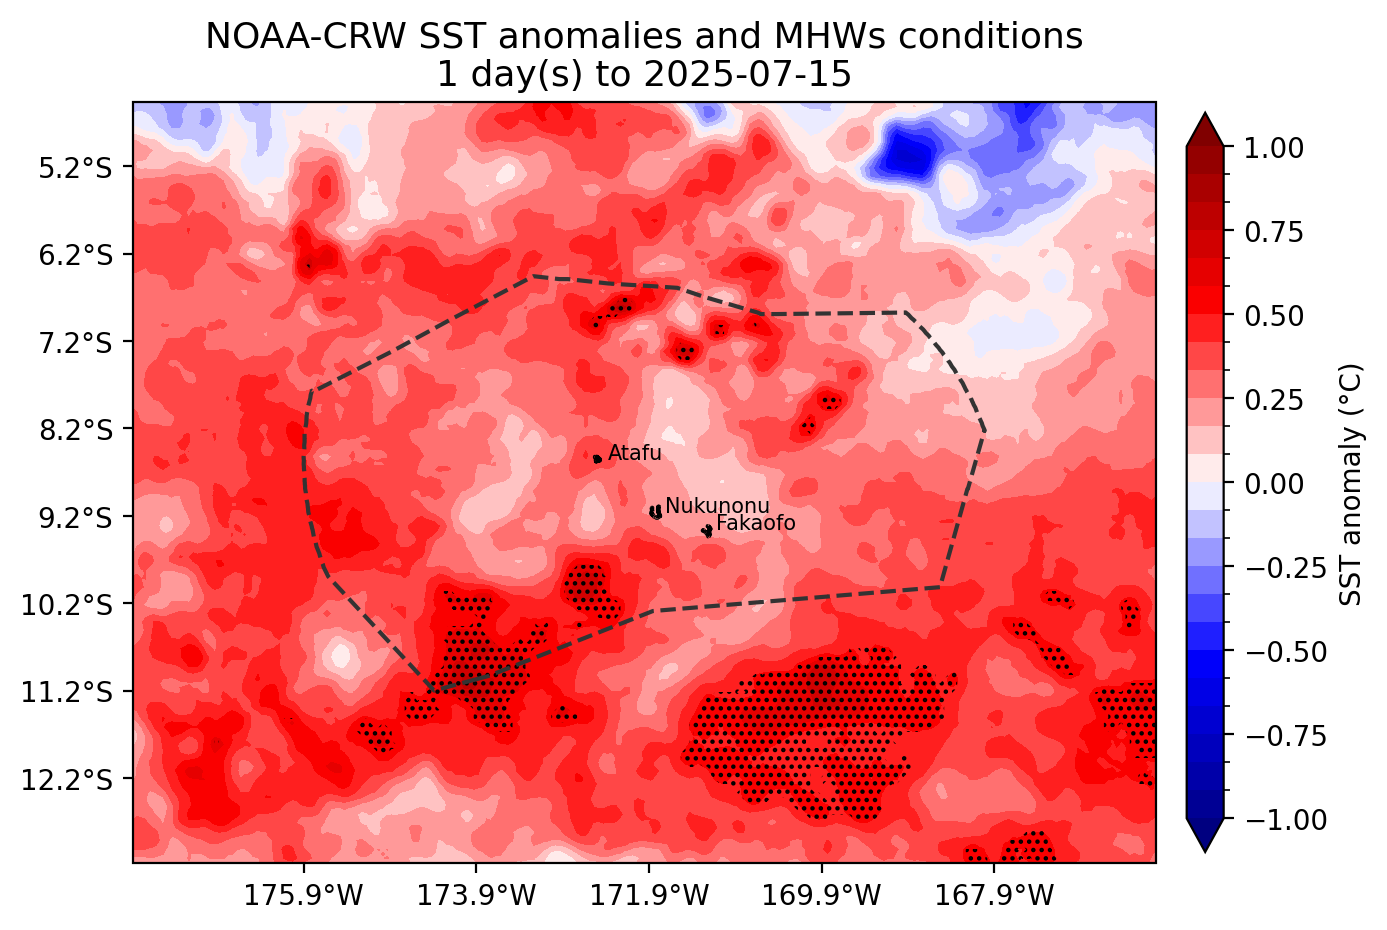 NOAA-CRW SST anomalies and MHWs conditions
1 day(s) to 2025-07-15
5.2°S
6.2°S
7.2°S
8.2°S
9.2°S
10.2°S
11.2°S
12.2°S
175.9°W
173.9°W
171.9°W
169.9°W
167.9°W
Atafu
Nukunonu
Fakaofo
1.00
0.75
0.50
0.25
0.00
−0.25
−0.50
−0.75
−1.00
SST anomaly (°C)